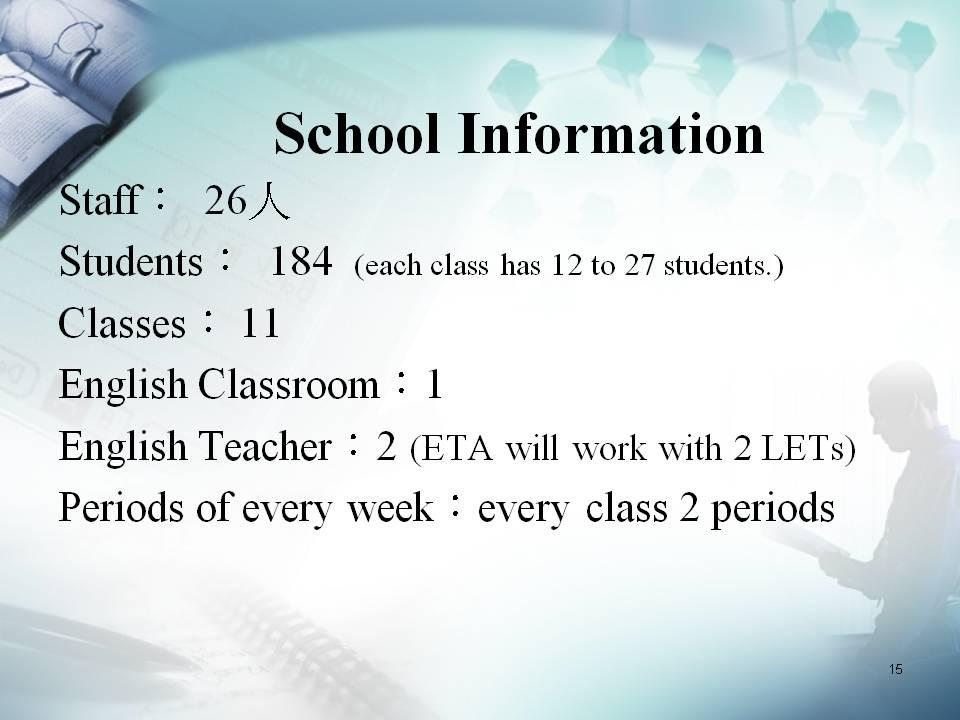 School Information
Staff： 26人
Students： 184 (each class has 12 to 27 students.)
Classes： 11
English Classroom：1
English Teacher：2 (ETA will work with 2 LETs)
Periods of every week：every class 2 periods
15